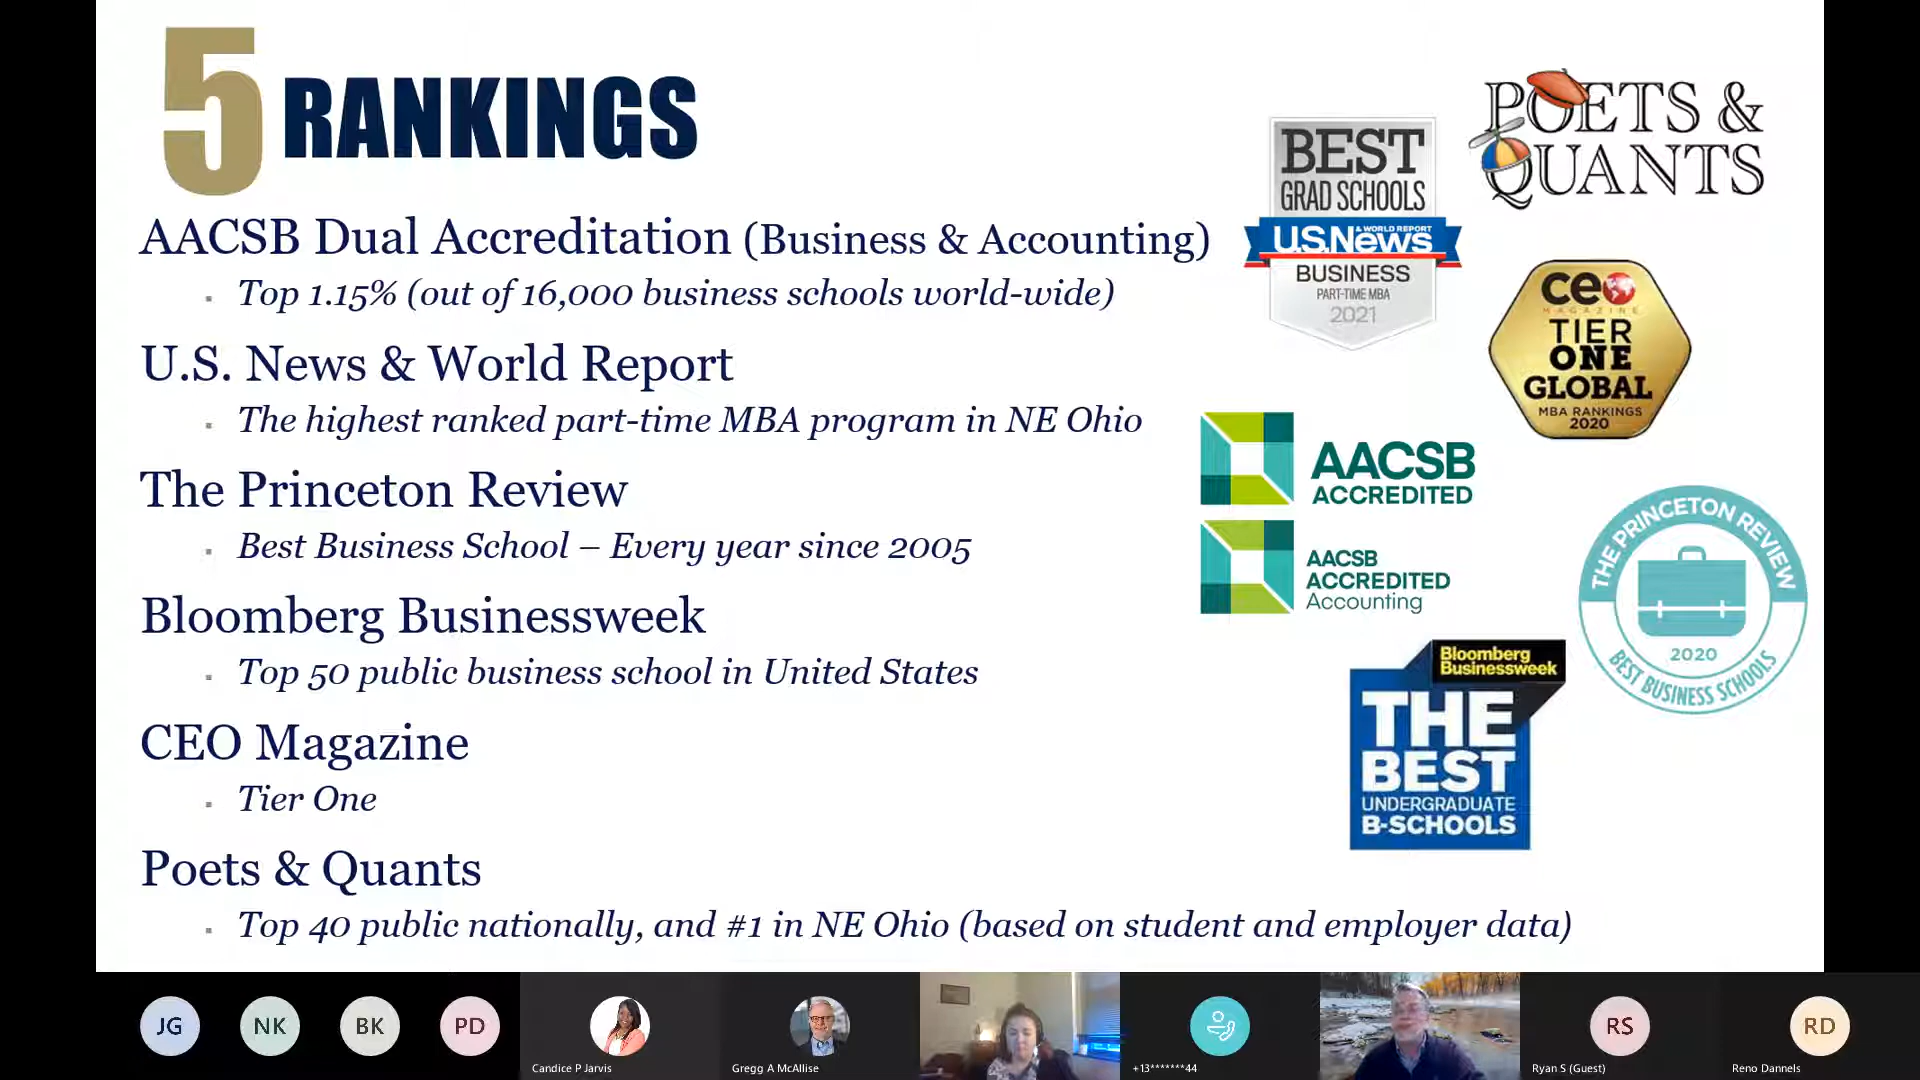 5 RANKINGS
AACSB Dual Accreditation (Business & Accounting)
Top 1.15% (out of 16,000 business schools world-wide)
U.S. News & World Report
The highest ranked part-time MBA program in NE Ohio
The Princeton Review
Best Business School – Every year since 2005
Bloomberg Businessweek
Top 50 public business school in United States
CEO Magazine
Tier One
Poets & Quants
Top 40 public nationally, and #1 in NE Ohio (based on student and employer data)
POETS &
QUANTS
BEST
GRAD SCHOOLS
U.S.News & WORLD REPORT
BUSINESS
PART-TIME MBA
2021
CEO
MAGAZINE
TIER
ONE
GLOBAL
MBA RANKINGS
2020
AACSB
ACCREDITED
AACSB
ACCREDITED
Accounting
THE PRINCETON REVIEW
2020
BEST BUSINESS SCHOOLS
Bloomberg
Businessweek
THE
BEST
UNDERGRADUATE
B-SCHOOLS
JG
NK
BK
PD
Candice P Jarvis
Gregg A McAllise
+13*******44
RS
Ryan S (Guest)
RD
Reno Dannels